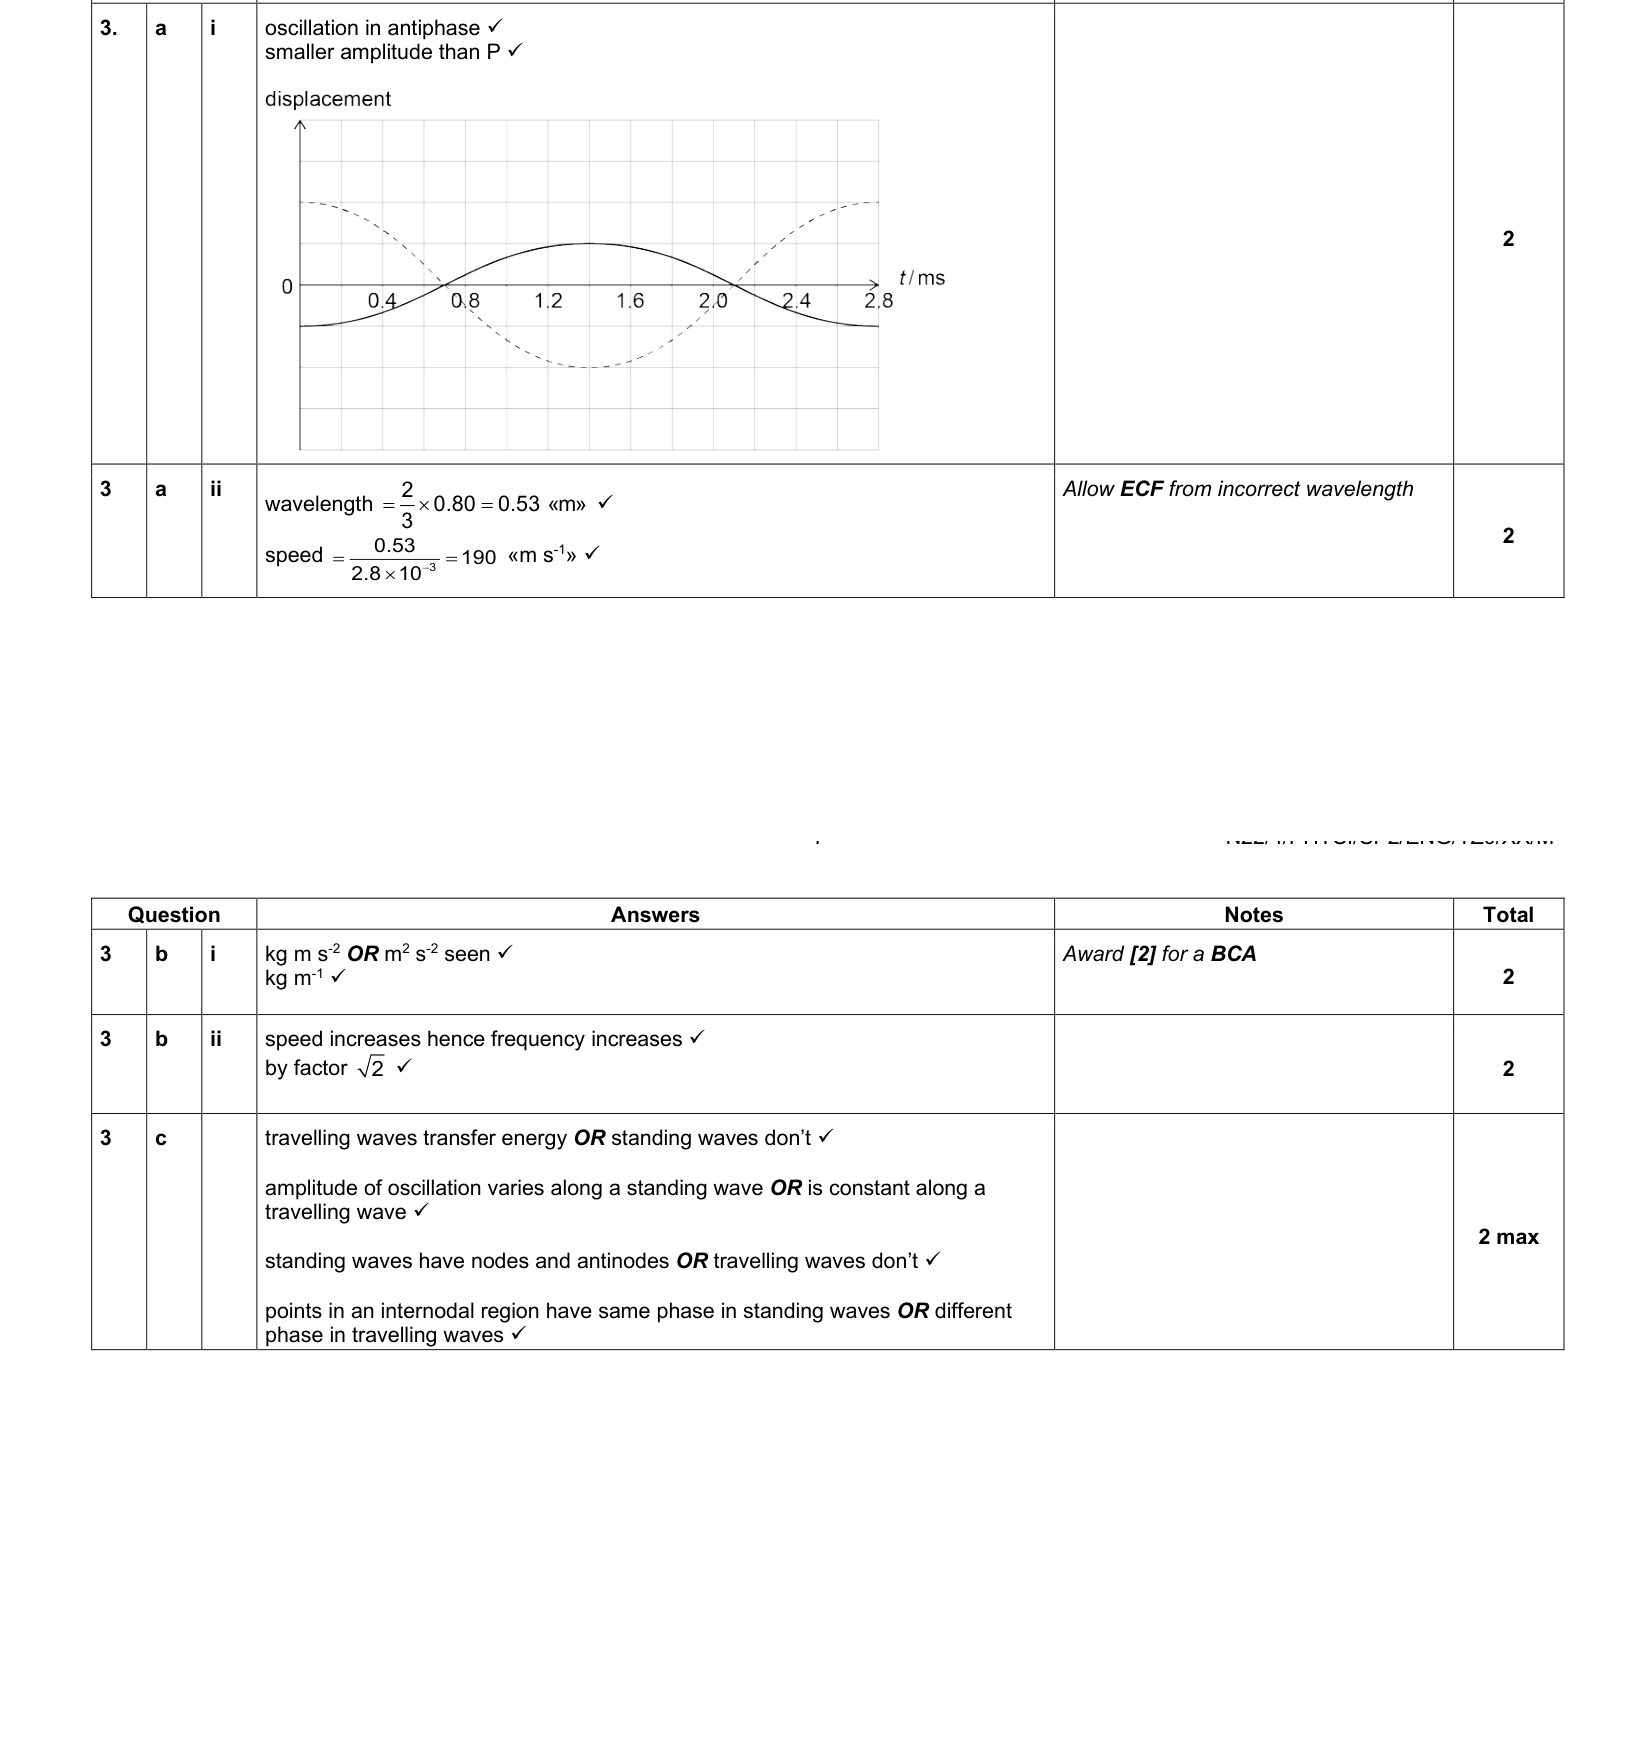 3. a i oscillation in antiphase ✓
smaller amplitude than P ✓
displacement
0
0.4 0.8 1.2 1.6 2.0 2.4 2.8
t / ms
2
3 a ii wavelength = 2/3 × 0.80 = 0.53 «m» ✓ Allow ECF from incorrect wavelength
speed = 0.53 / 2.8 × 10⁻³ = 190 «m s⁻¹» ✓
2
Question Answers Notes Total
3 b i kg m s⁻² OR m² s⁻² seen ✓ Award [2] for a BCA
kg m⁻¹ ✓
2
3 b ii speed increases hence frequency increases ✓
by factor √2 ✓
2
3 c travelling waves transfer energy OR standing waves don’t ✓
amplitude of oscillation varies along a standing wave OR is constant along a
travelling wave ✓
standing waves have nodes and antinodes OR travelling waves don’t ✓
points in an internodal region have same phase in standing waves OR different
phase in travelling waves ✓
2 max